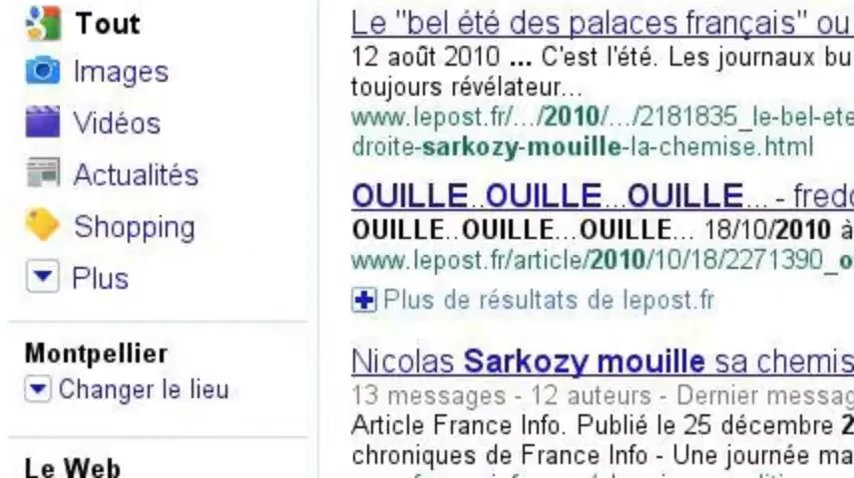 Tout
Images
Vidéos
Actualités
Shopping
Plus
Montpellier
Changer le lieu
Le Web
Le "bel été des palaces français" ou
12 août 2010 ... C'est l'été. Les journaux bu
toujours révélateur...
www.lepost.fr/.../2010/.../2181835_le-bel-ete
droite-sarkozy-mouille-la-chemise.html
OUILLE..OUILLE...OUILLE... - fredo
OUILLE..OUILLE...OUILLE... 18/10/2010 à
www.lepost.fr/article/2010/10/18/2271390_o
Plus de résultats de lepost.fr
Nicolas Sarkozy mouille sa chemis
13 messages - 12 auteurs - Dernier messag
Article France Info. Publié le 25 décembre 2
chroniques de France Info - Une journée ma